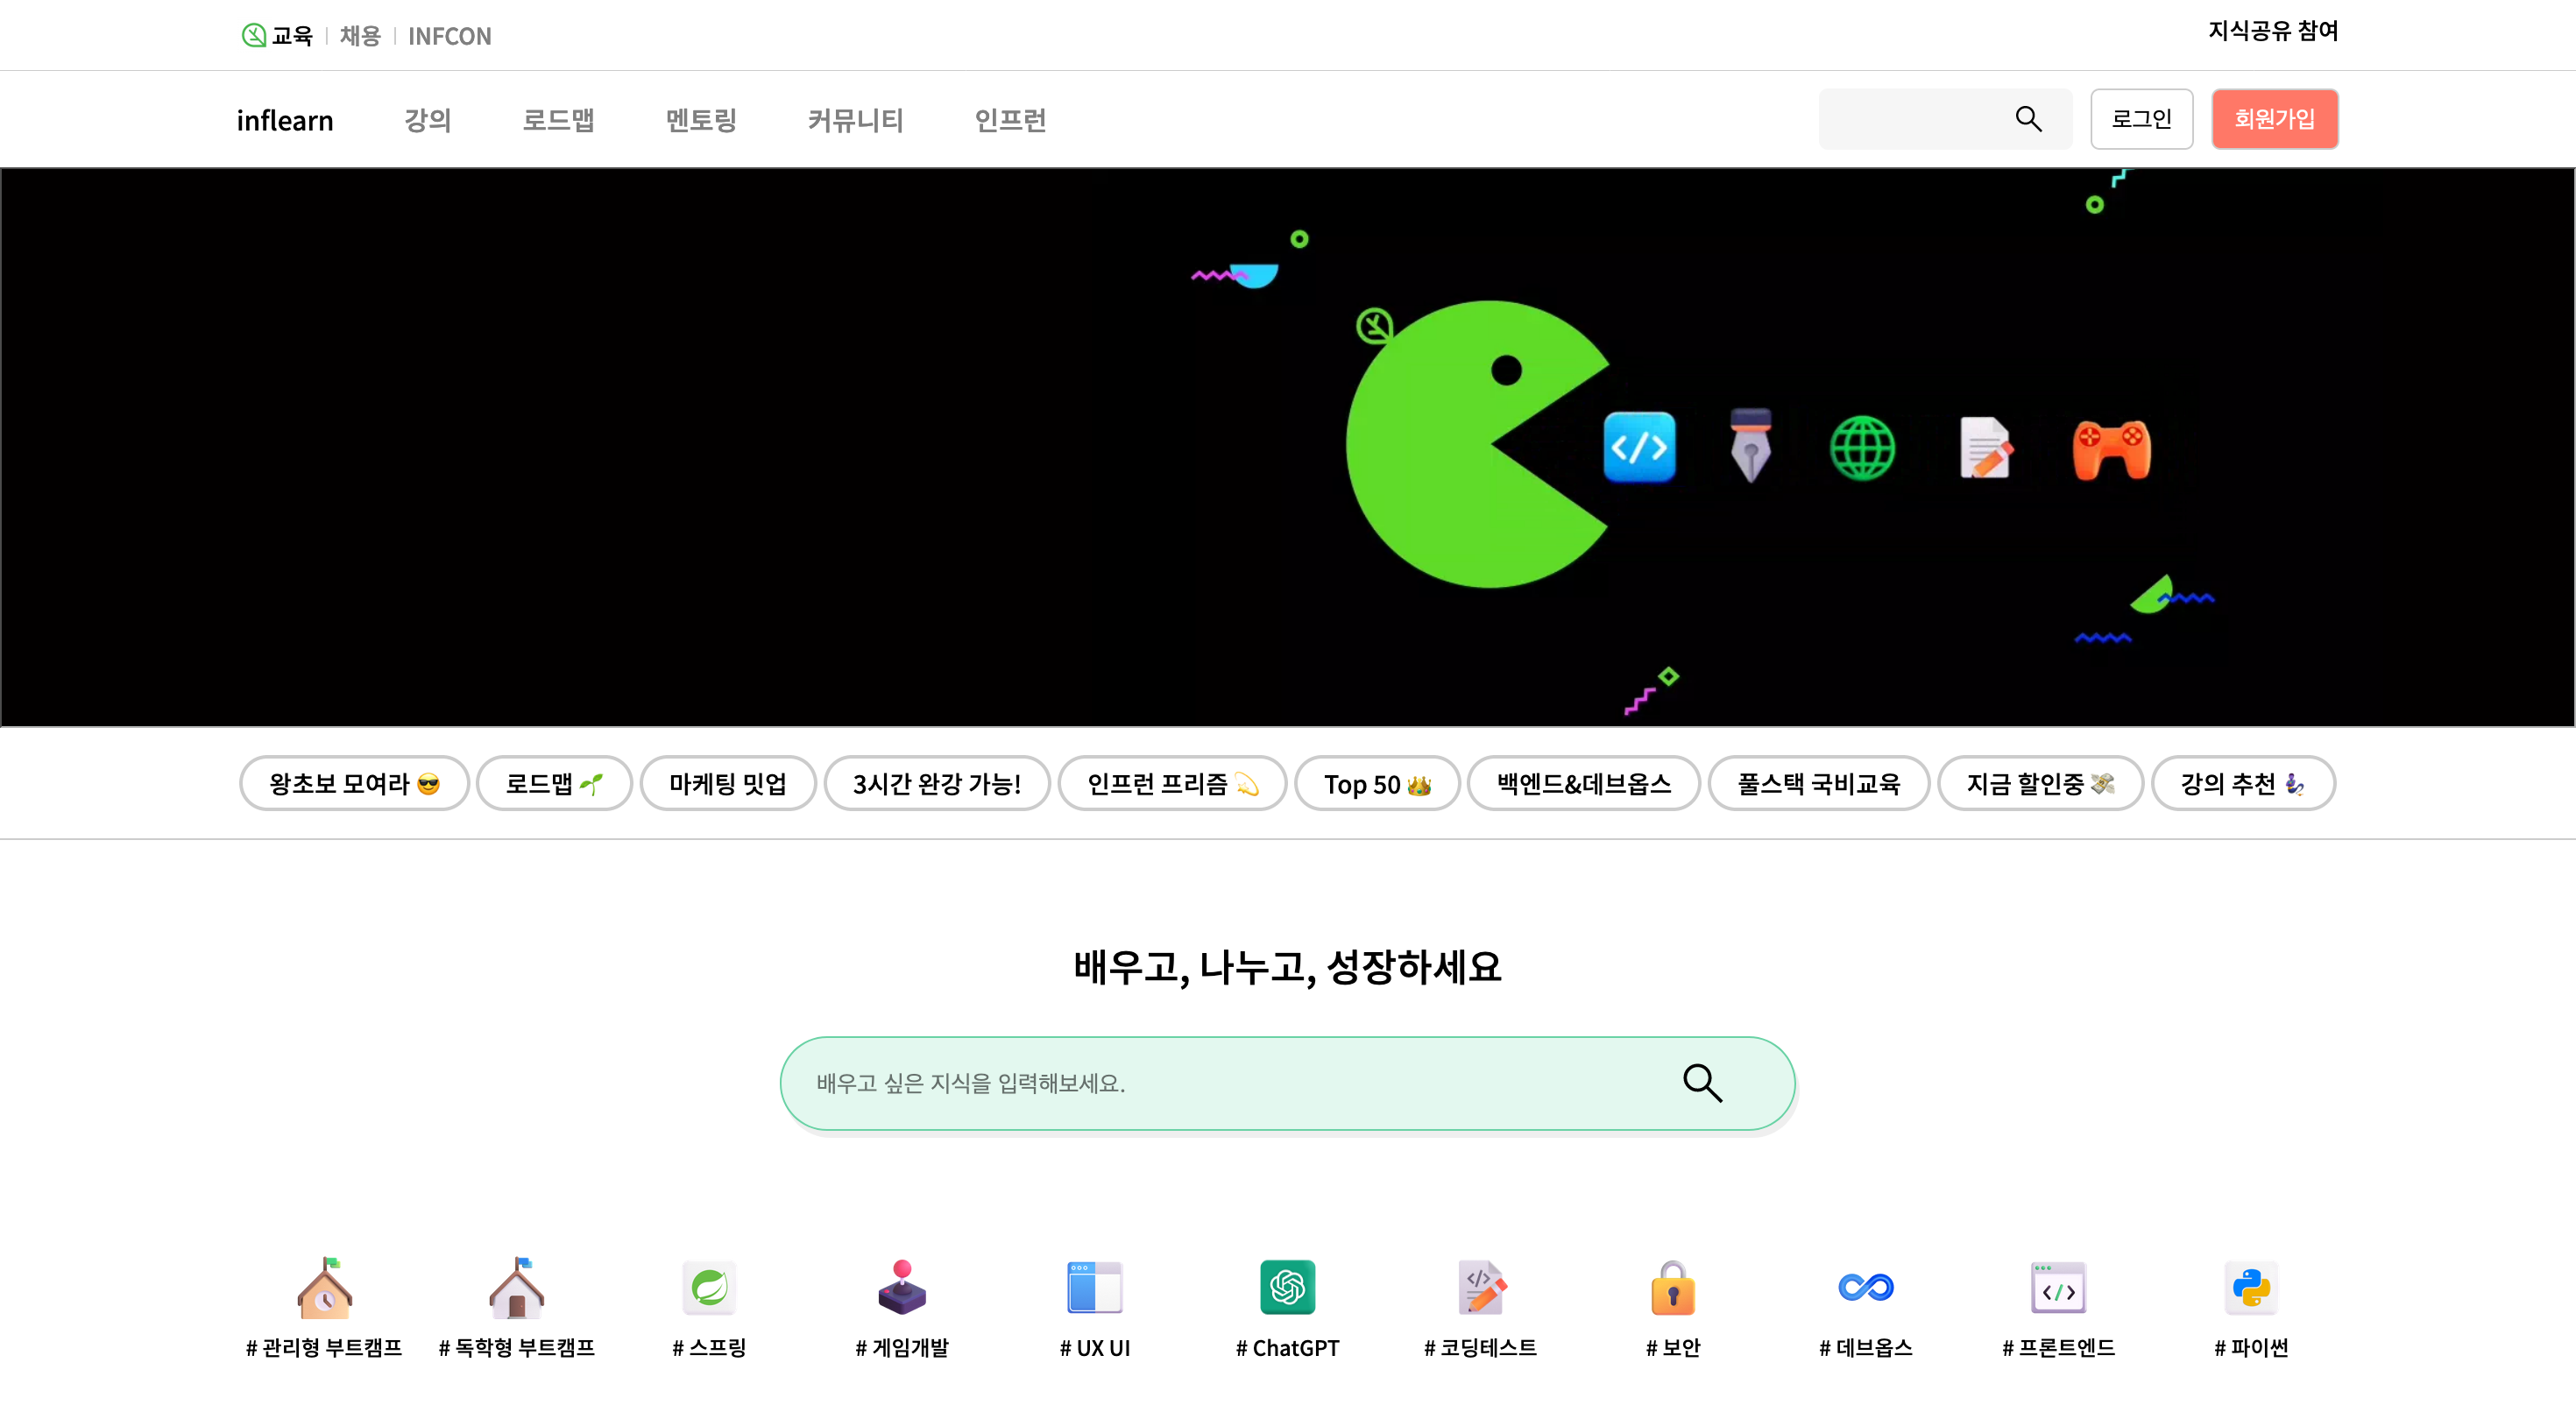 교육 | 채용 | INFCON
지식공유 참여
inflearn 강의 로드맵 멘토링 커뮤니티 인프런
로그인 회원가입
왕초보 모여라 😎 로드맵 🌱 마케팅 밋업 3시간 완강 가능! 인프런 프리즘 💫 Top 50 👑 백엔드&데브옵스 풀스택 국비교육 지금 할인중 💸 강의 추천 🧞‍♂️
배우고, 나누고, 성장하세요
배우고 싶은 지식을 입력해보세요.
# 관리형 부트캠프 # 독학형 부트캠프 # 스프링 # 게임개발 # UX UI # ChatGPT # 코딩테스트 # 보안 # 데브옵스 # 프론트엔드 # 파이썬